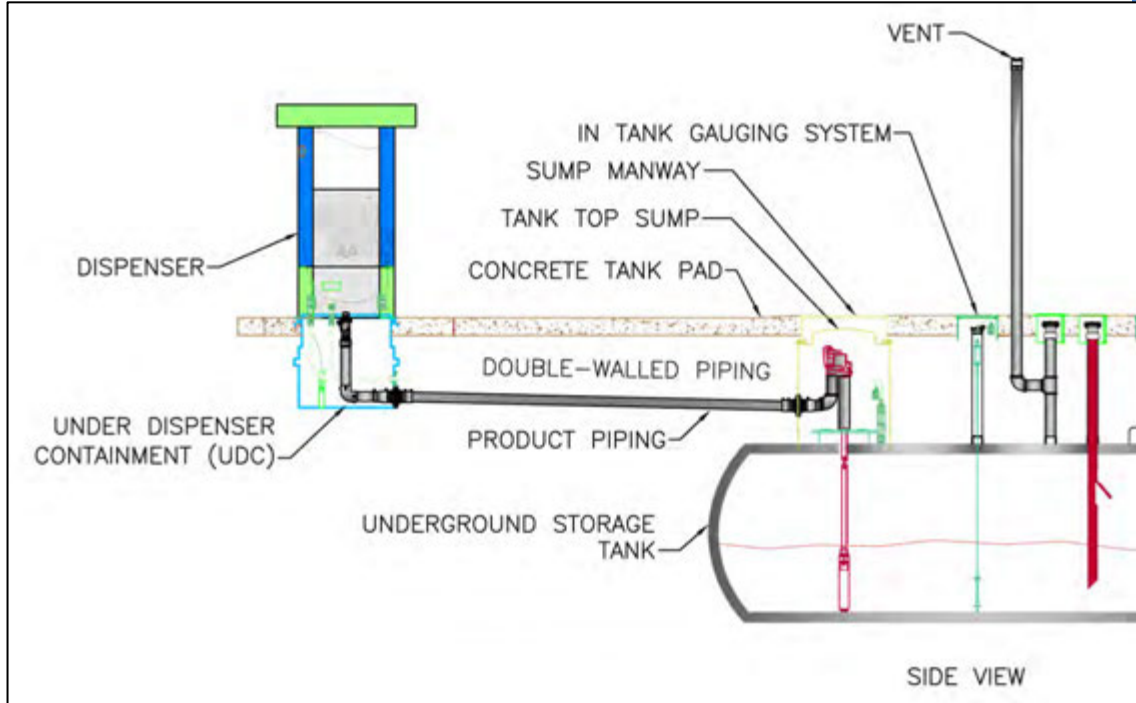 VENT
IN TANK GAUGING SYSTEM
SUMP MANWAY
TANK TOP SUMP
CONCRETE TANK PAD
DISPENSER
DOUBLE-WALLED PIPING
PRODUCT PIPING
UNDER DISPENSER
CONTAINMENT (UDC)
UNDERGROUND STORAGE
TANK
SIDE VIEW